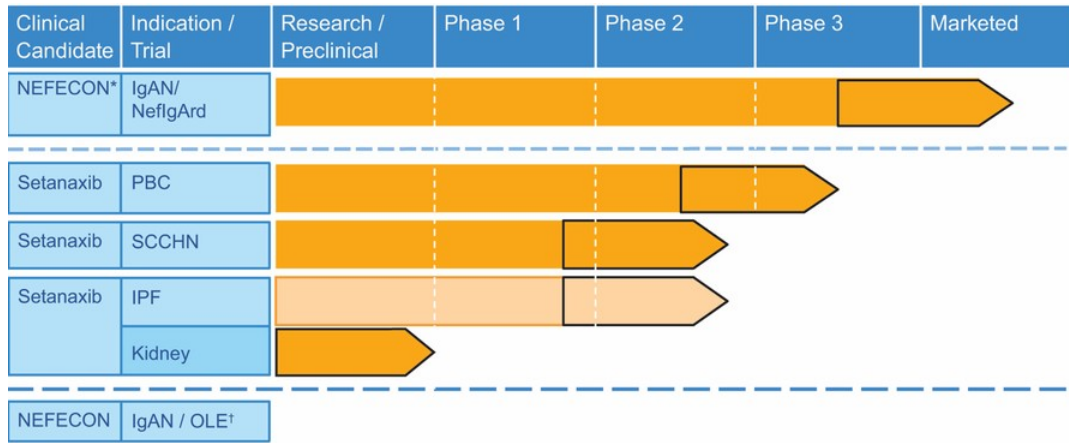 Clinical Candidate
Indication / Trial
Research / Preclinical
Phase 1
Phase 2
Phase 3
Marketed
NEFECON*
IgAN/
NefIgArd
Setanaxib
PBC
Setanaxib
SCCHN
Setanaxib
IPF
Kidney
NEFECON
IgAN / OLE†